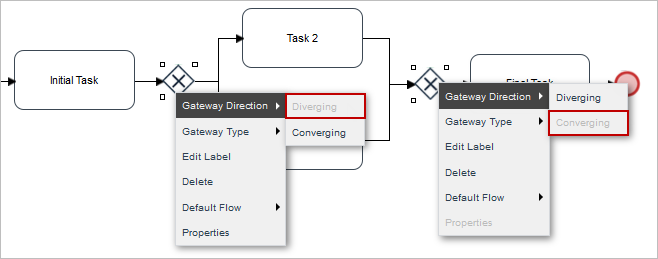 Task 2
Initial Task
Final Task
Gateway Direction
Diverging
Gateway Type
Converging
Edit Label
Delete
Default Flow
Properties
Gateway Direction
Diverging
Gateway Type
Converging
Edit Label
Delete
Default Flow
Properties